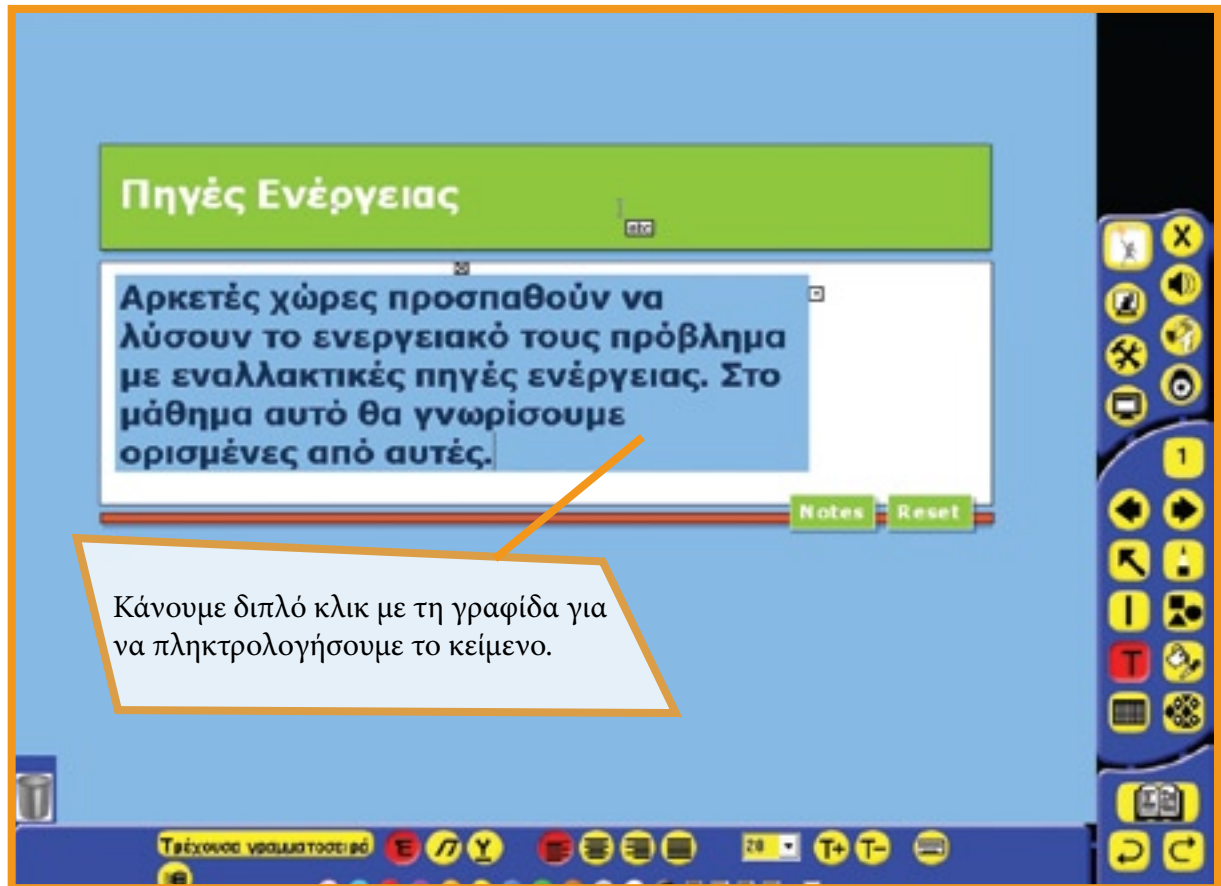 Πηγές Ενέργειας
abc
Αρκετές χώρες προσπαθούν να
λύσουν το ενεργειακό τους πρόβλημα
με εναλλακτικές πηγές ενέργειας. Στο
μάθημα αυτό θα γνωρίσουμε
ορισμένες από αυτές.
Notes Reset
Κάνουμε διπλό κλικ με τη γραφίδα για
να πληκτρολογήσουμε το κείμενο.
X
1
T
Τρέχουσα γραμματοσειρά Ε Π Υ 28 T+ T-